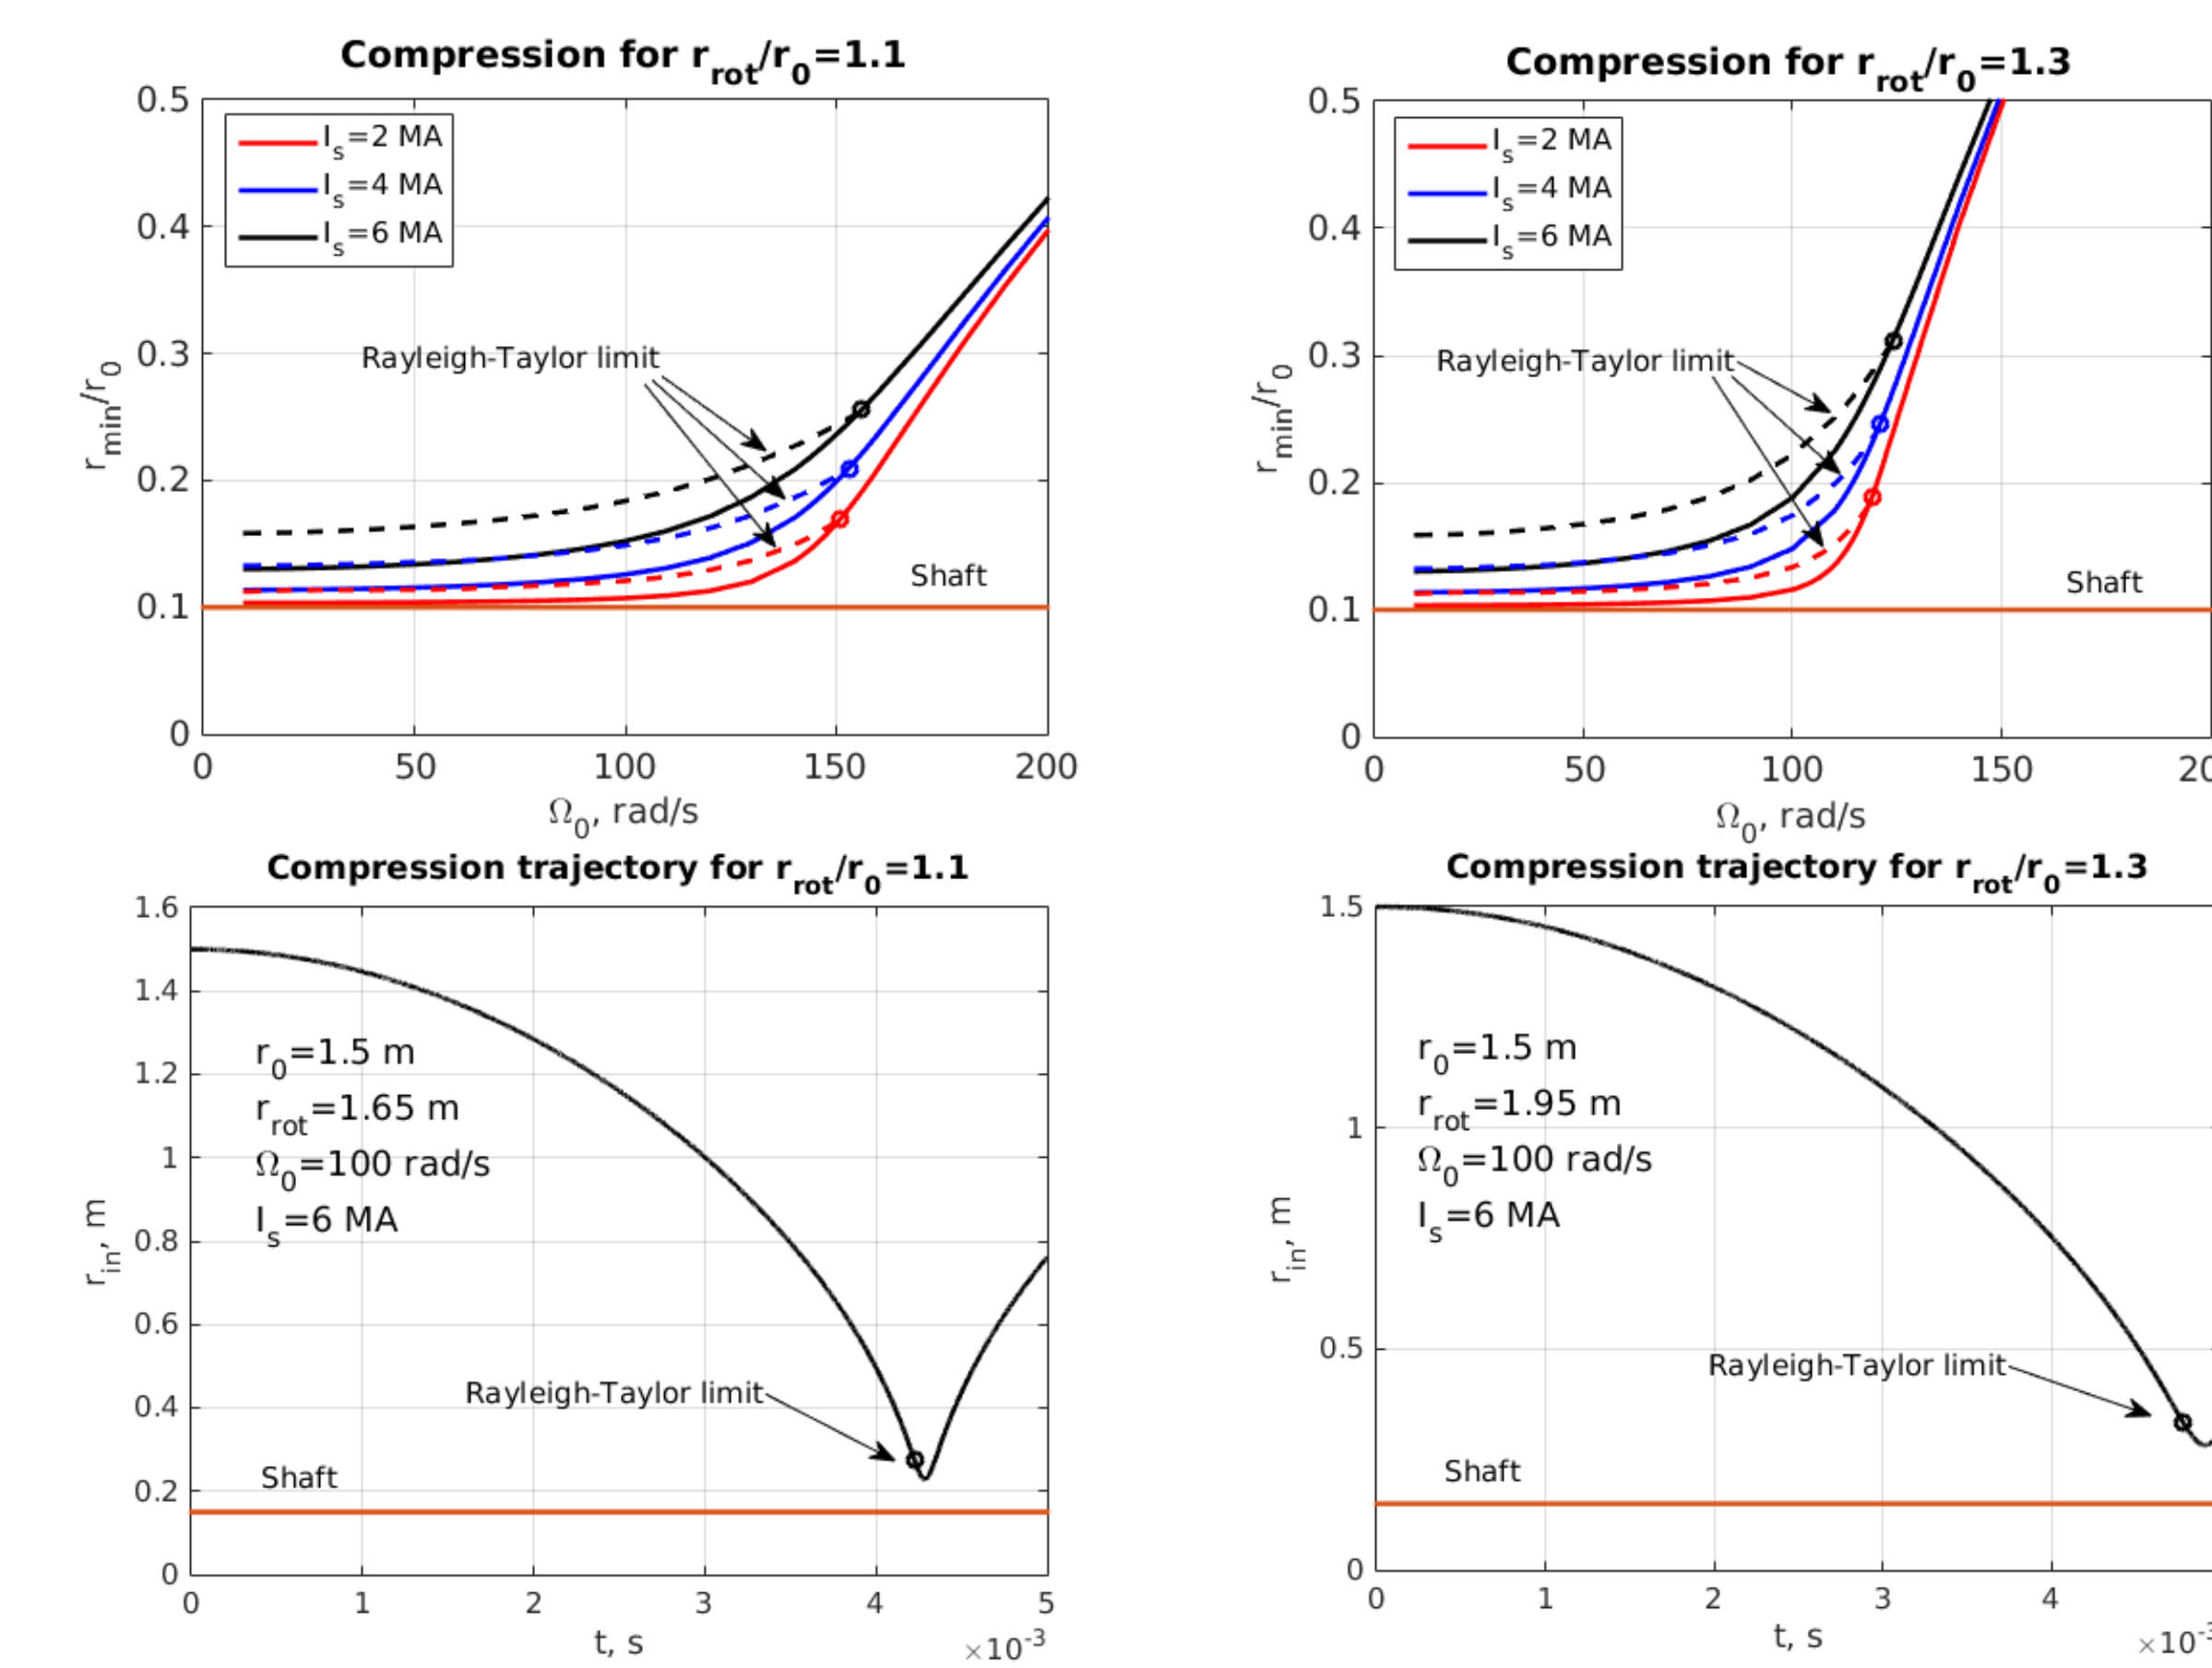 Compression for r_rot/r_0=1.1
0.5
0.4
0.3
0.2
0.1
0
I_s=2 MA
I_s=4 MA
I_s=6 MA
Rayleigh-Taylor limit
Shaft
r_min/r_0
0 50 100 150 200
Ω_0, rad/s
Compression for r_rot/r_0=1.3
0.5
0.4
0.3
0.2
0.1
0
I_s=2 MA
I_s=4 MA
I_s=6 MA
Rayleigh-Taylor limit
Shaft
r_min/r_0
0 50 100 150
Ω_0, rad/s
Compression trajectory for r_rot/r_0=1.1
1.6
1.4
1.2
1
0.8
0.6
0.4
0.2
0
r_0=1.5 m
r_rot=1.65 m
Ω_0=100 rad/s
I_s=6 MA
Rayleigh-Taylor limit
Shaft
r_in, m
0 1 2 3 4 5
t, s
×10^-3
Compression trajectory for r_rot/r_0=1.3
1.5
1
0.5
0
r_0=1.5 m
r_rot=1.95 m
Ω_0=100 rad/s
I_s=6 MA
Rayleigh-Taylor limit
Shaft
r_in, m
0 1 2 3 4
t, s
×10^-3